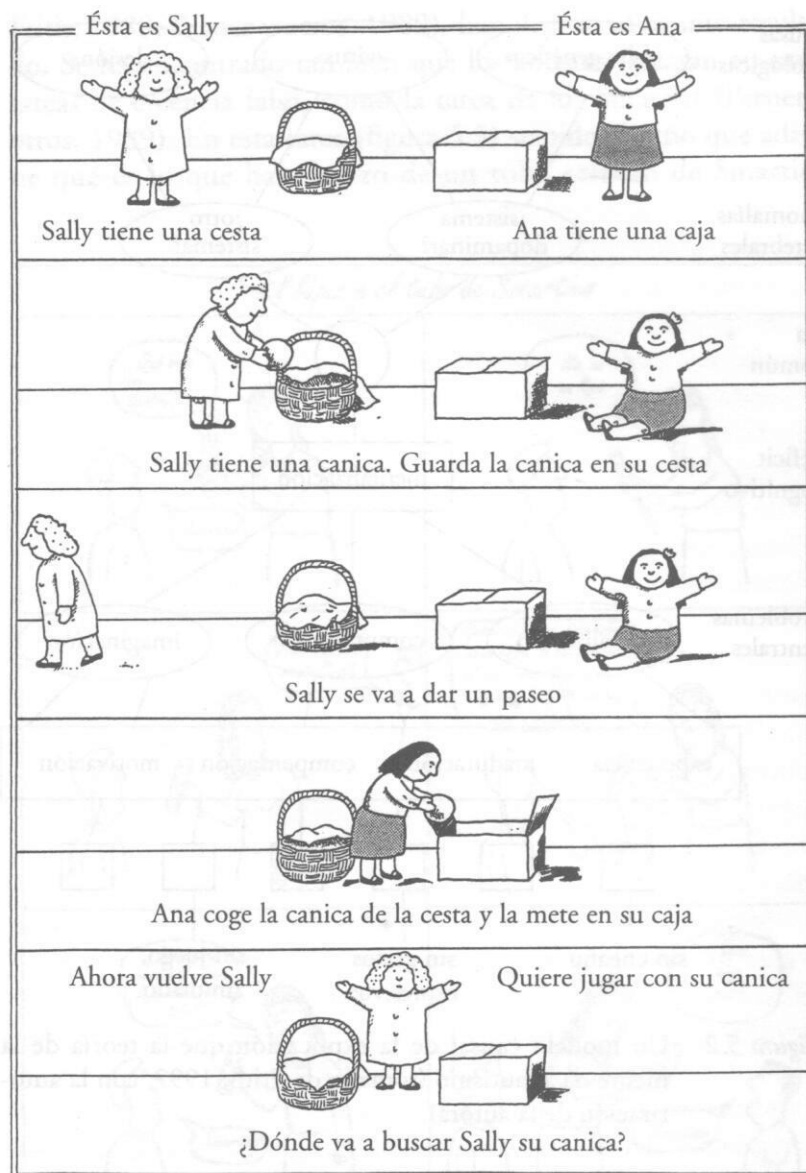 Ésta es Sally
Ésta es Ana
Sally tiene una cesta
Ana tiene una caja
Sally tiene una canica. Guarda la canica en su cesta
Sally se va a dar un paseo
Ana coge la canica de la cesta y la mete en su caja
Ahora vuelve Sally
Quiere jugar con su canica
¿Dónde va a buscar Sally su canica?